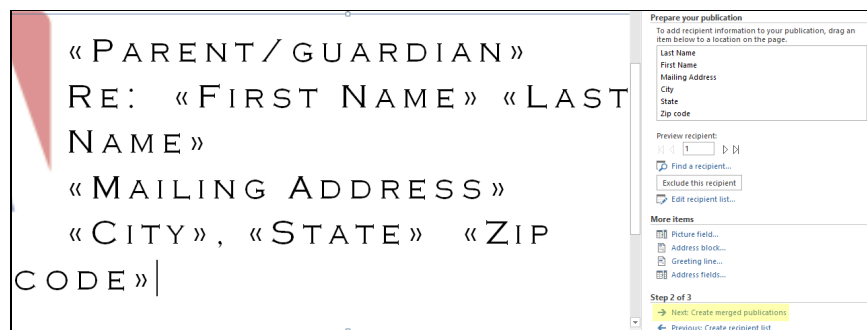 «Parent/guardian»
Re: «First Name» «Last
Name»
«Mailing Address»
«City», «State» «Zip
code»
Prepare your publication
To add recipient information to your publication, drag an
item below to a location on the page.
Last Name
First Name
Mailing Address
City
State
Zip code
Preview recipient:
1
Find a recipient...
Exclude this recipient
Edit recipient list...
More items
Picture field...
Address block...
Greeting line...
Address fields...
Step 2 of 3
Next: Create merged publications
Previous: Create recipient list